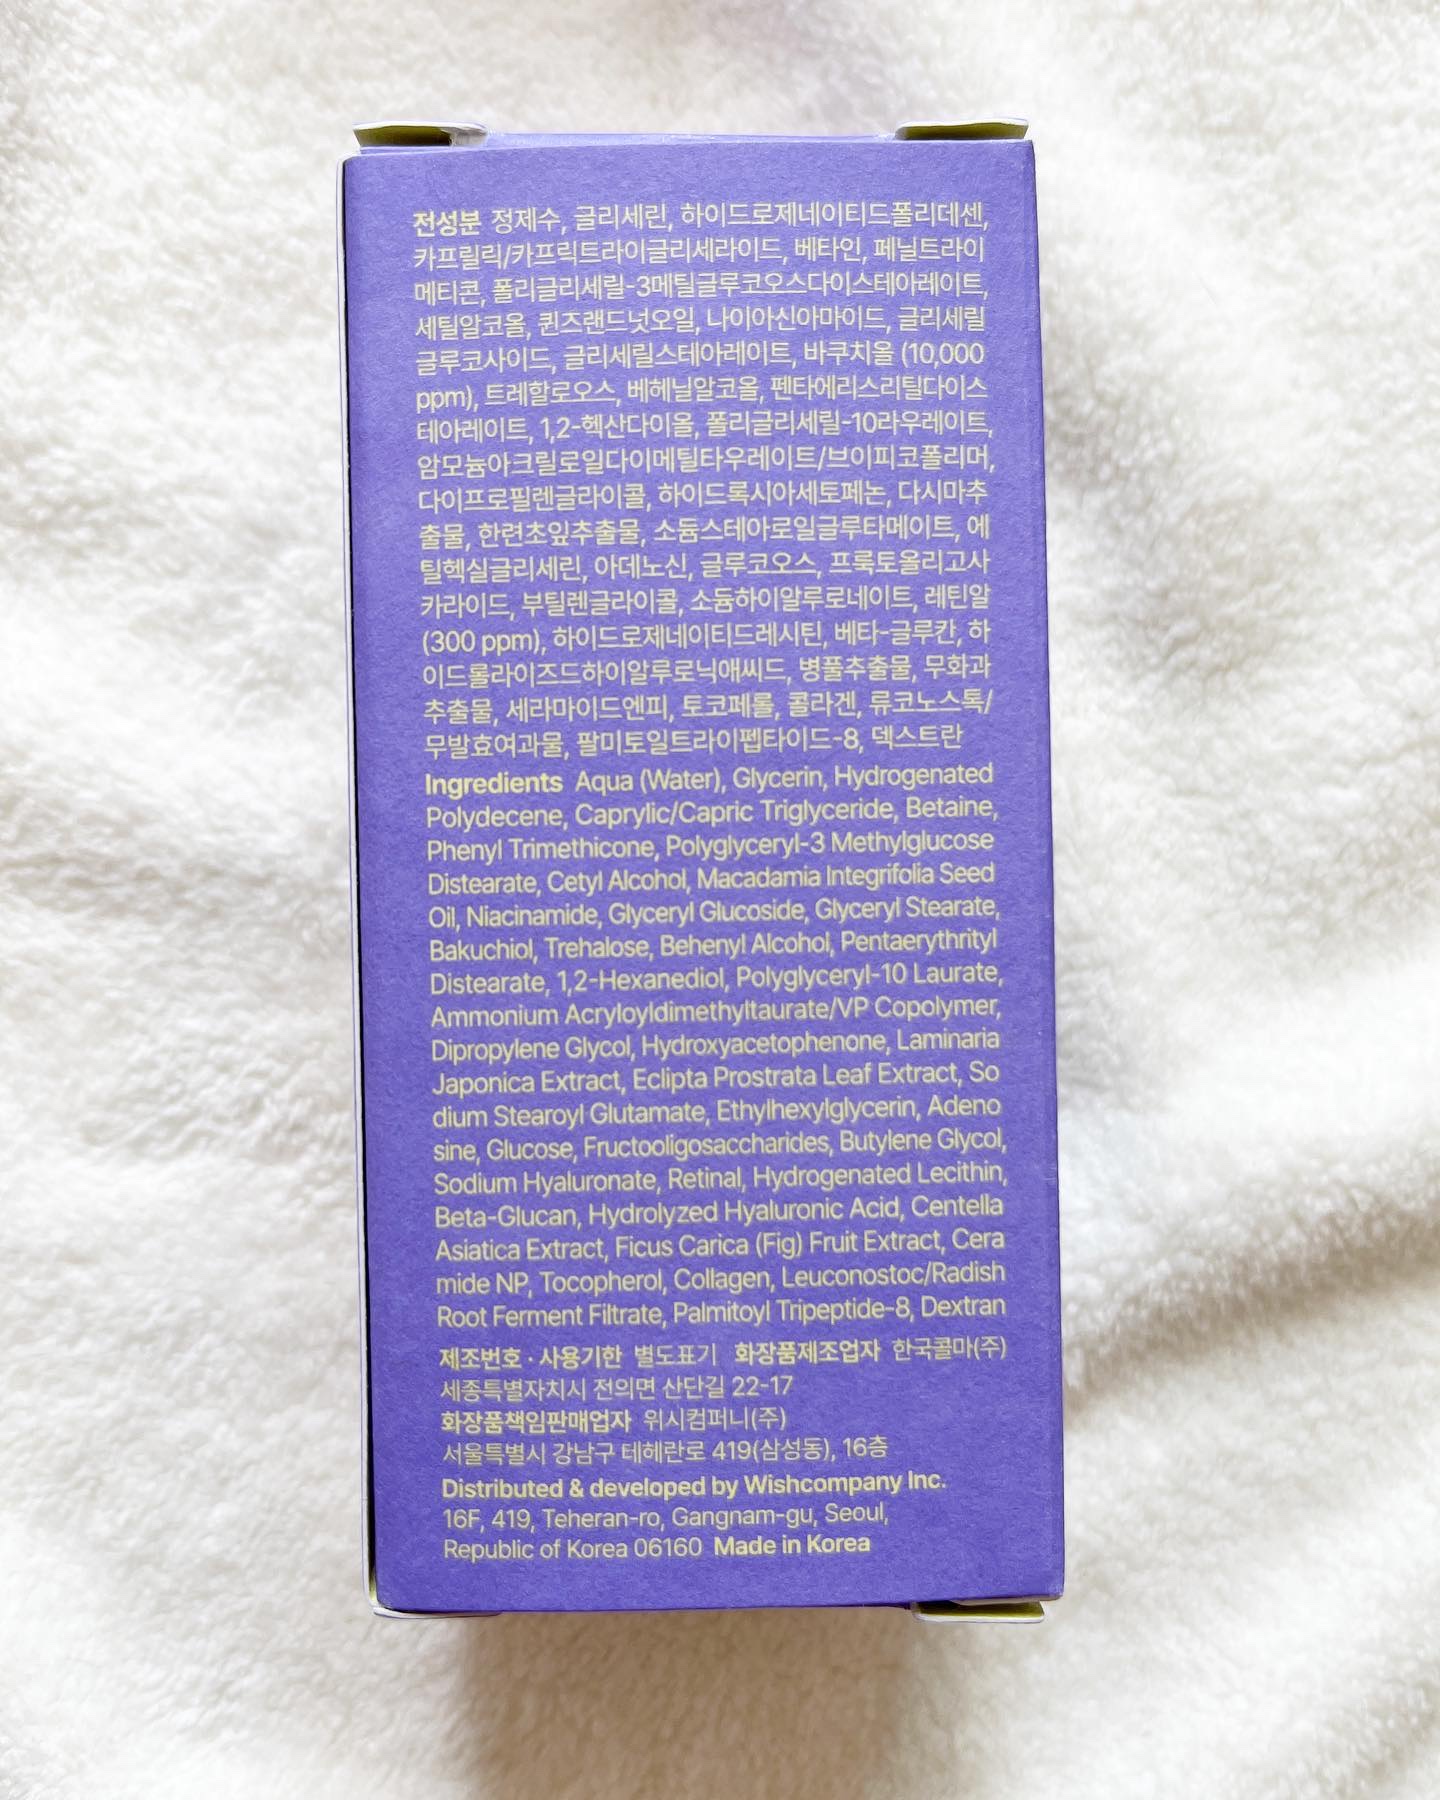 전성분 정제수, 글리세린, 하이드로제네이티드폴리데센,
카프릴릭/카프릭트라이글리세라이드, 베타인, 페닐트라이
메티콘, 폴리글리세릴-3메틸글루코오스다이스테아레이트,
세틸알코올, 퀸즈랜드넛오일, 나이아신아마이드, 글리세릴
글루코사이드, 글리세릴스테아레이트, 바쿠치올 (10,000
ppm), 트레할로오스, 베헤닐알코올, 펜타에리스리틸다이스
테아레이트, 1,2-헥산다이올, 폴리글리세릴-10라우레이트,
암모늄아크릴로일다이메틸타우레이트/브이피코폴리머,
다이프로필렌글라이콜, 하이드록시아세토페논, 다시마추
출물, 한련초잎추출물, 소듐스테아로일글루타메이트, 에
틸헥실글리세린, 아데노신, 글루코오스, 프룩토올리고사
카라이드, 부틸렌글라이콜, 소듐하이알루로네이트, 레틴알
(300 ppm), 하이드로제네이티드레시틴, 베타-글루칸, 하
이드롤라이즈드하이알루로닉애씨드, 병풀추출물, 무화과
추출물, 세라마이드엔피, 토코페롤, 콜라겐, 류코노스톡/
무발효여과물, 팔미토일트라이펩타이드-8, 덱스트란
Ingredients Aqua (Water), Glycerin, Hydrogenated
Polydecene, Caprylic/Capric Triglyceride, Betaine,
Phenyl Trimethicone, Polyglyceryl-3 Methylglucose
Distearate, Cetyl Alcohol, Macadamia Integrifolia Seed
Oil, Niacinamide, Glyceryl Glucoside, Glyceryl Stearate,
Bakuchiol, Trehalose, Behenyl Alcohol, Pentaerythrityl
Distearate, 1,2-Hexanediol, Polyglyceryl-10 Laurate,
Ammonium Acryloyldimethyltaurate/VP Copolymer,
Dipropylene Glycol, Hydroxyacetophenone, Laminaria
Japonica Extract, Eclipta Prostrata Leaf Extract, So
dium Stearoyl Glutamate, Ethylhexylglycerin, Adeno
sine, Glucose, Fructooligosaccharides, Butylene Glycol,
Sodium Hyaluronate, Retinal, Hydrogenated Lecithin,
Beta-Glucan, Hydrolyzed Hyaluronic Acid, Centella
Asiatica Extract, Ficus Carica (Fig) Fruit Extract, Cera
mide NP, Tocopherol, Collagen, Leuconostoc/Radish
Root Ferment Filtrate, Palmitoyl Tripeptide-8, Dextran
제조번호 · 사용기한 별도표기 화장품제조업자 한국콜마(주)
세종특별자치시 전의면 산단길 22-17
화장품책임판매업자 위시컴퍼니(주)
서울특별시 강남구 테헤란로 419(삼성동), 16층
Distributed & developed by Wishcompany Inc.
16F, 419, Teheran-ro, Gangnam-gu, Seoul,
Republic of Korea 06160 Made in Korea